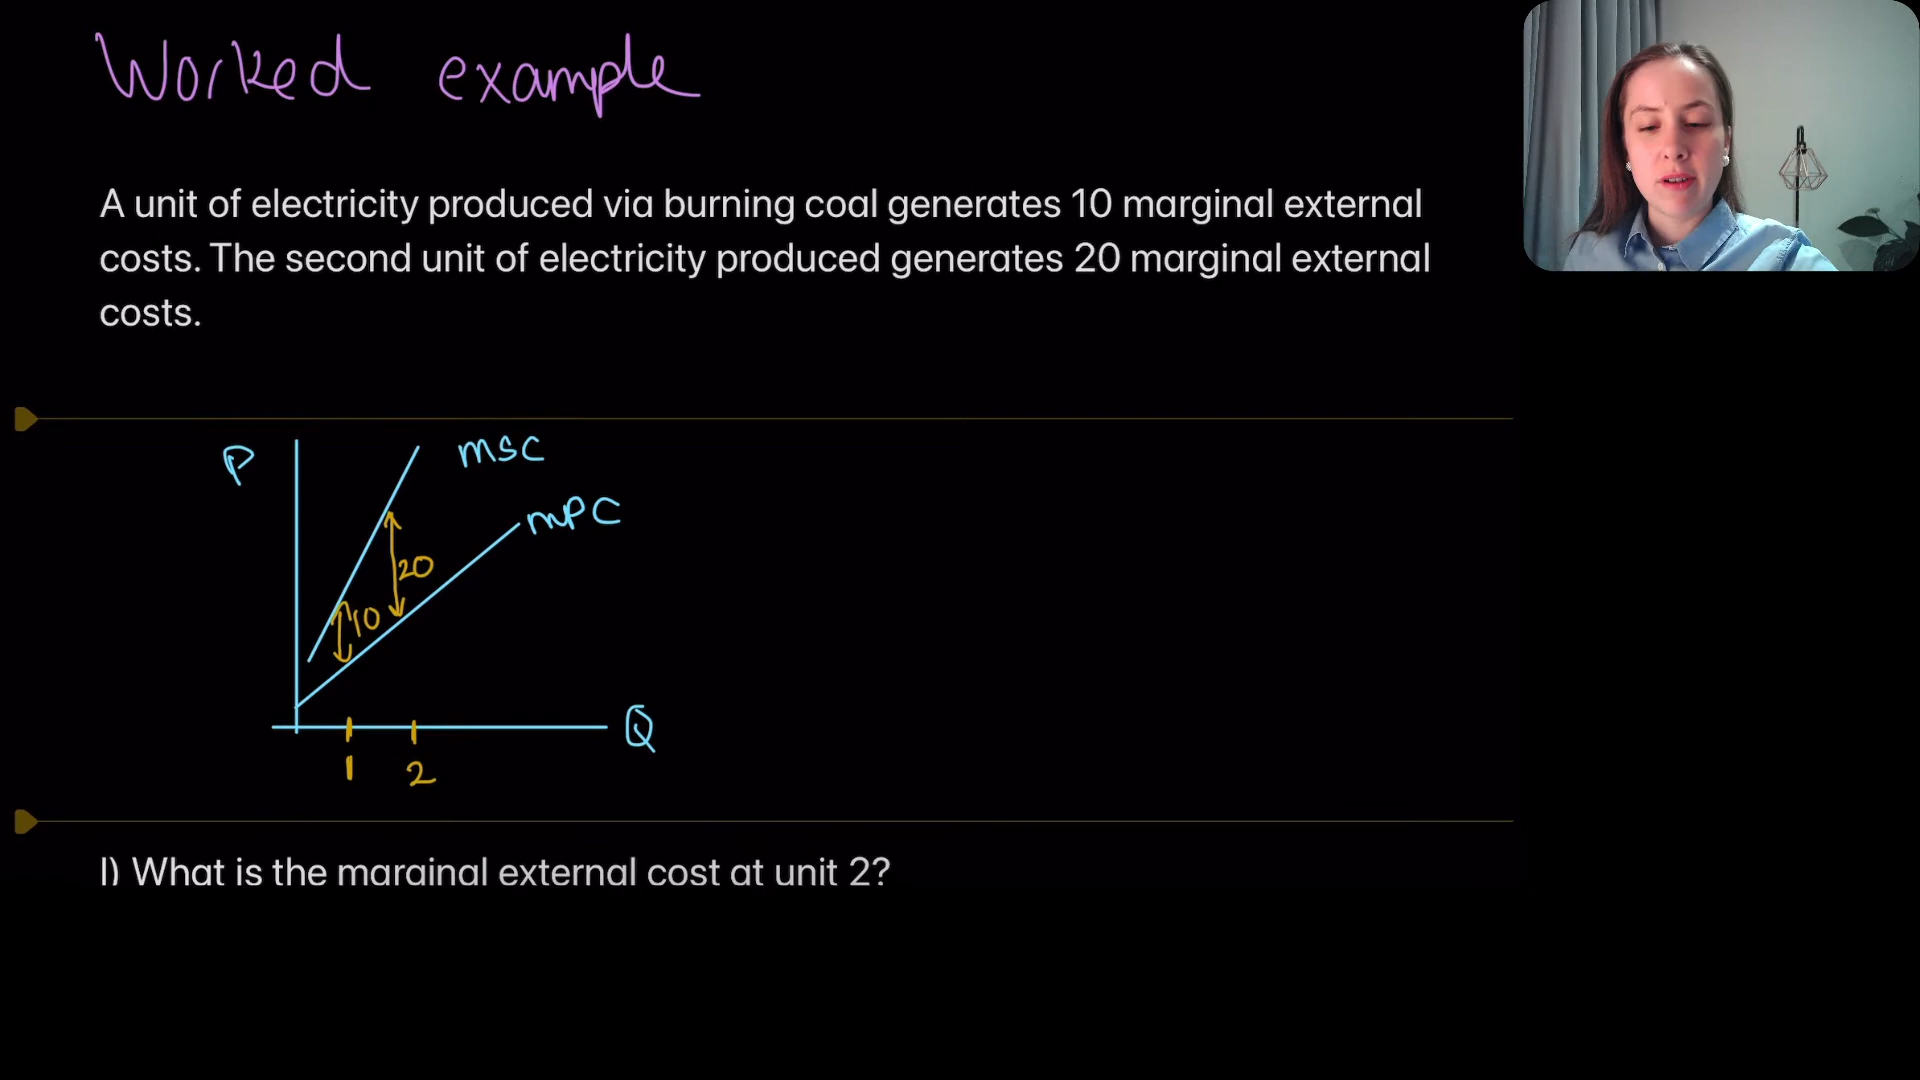 Worked example
A unit of electricity produced via burning coal generates 10 marginal external
costs. The second unit of electricity produced generates 20 marginal external
costs.
P
MSC
MPC
20
10
Q
1
2
1) What is the marginal external cost at unit 2?